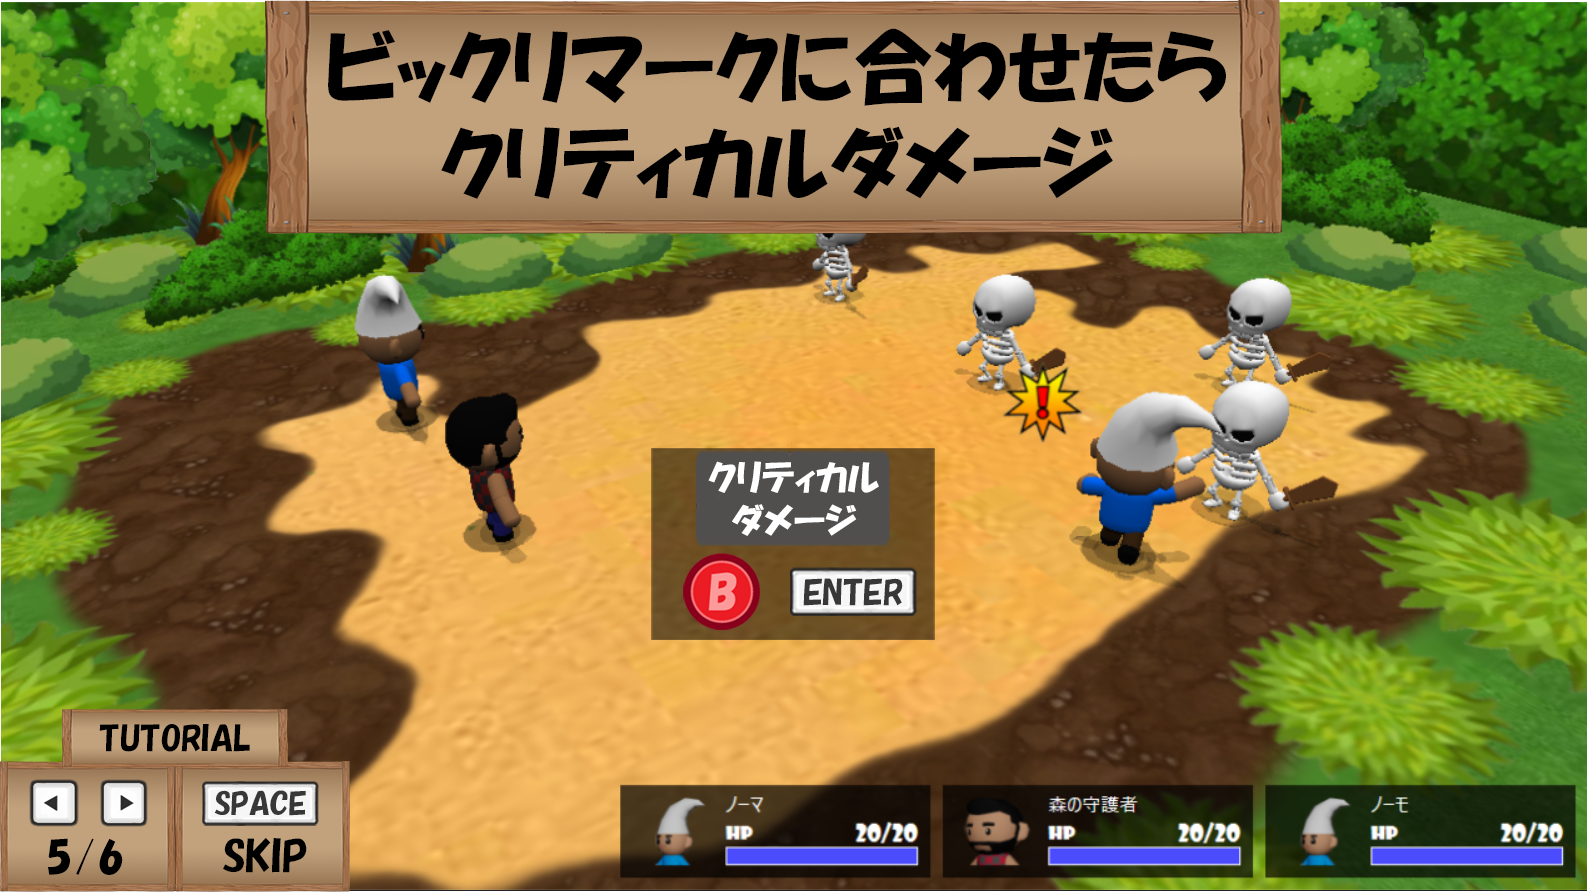 ビックリマークに合わせたら
クリティカルダメージ
!
クリティカル
ダメージ
B ENTER
TUTORIAL
SPACE
5/6 SKIP
ノーマ
HP 20/20
森の守護者
HP 20/20
ノーモ
HP 20/20